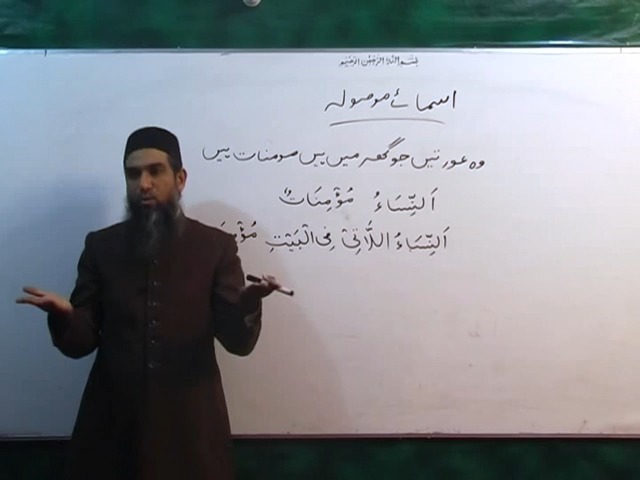 بسم اللہ الرحمن الرحیم
اسمائے موصولہ
وہ عورتیں جو گھر میں ہیں مومنات ہیں
اَلنِّسَاءُ مُؤْمِنَاتٌ
اَلنِّسَاءُ اللَّاتِیْ فِی الْبَیْتِ